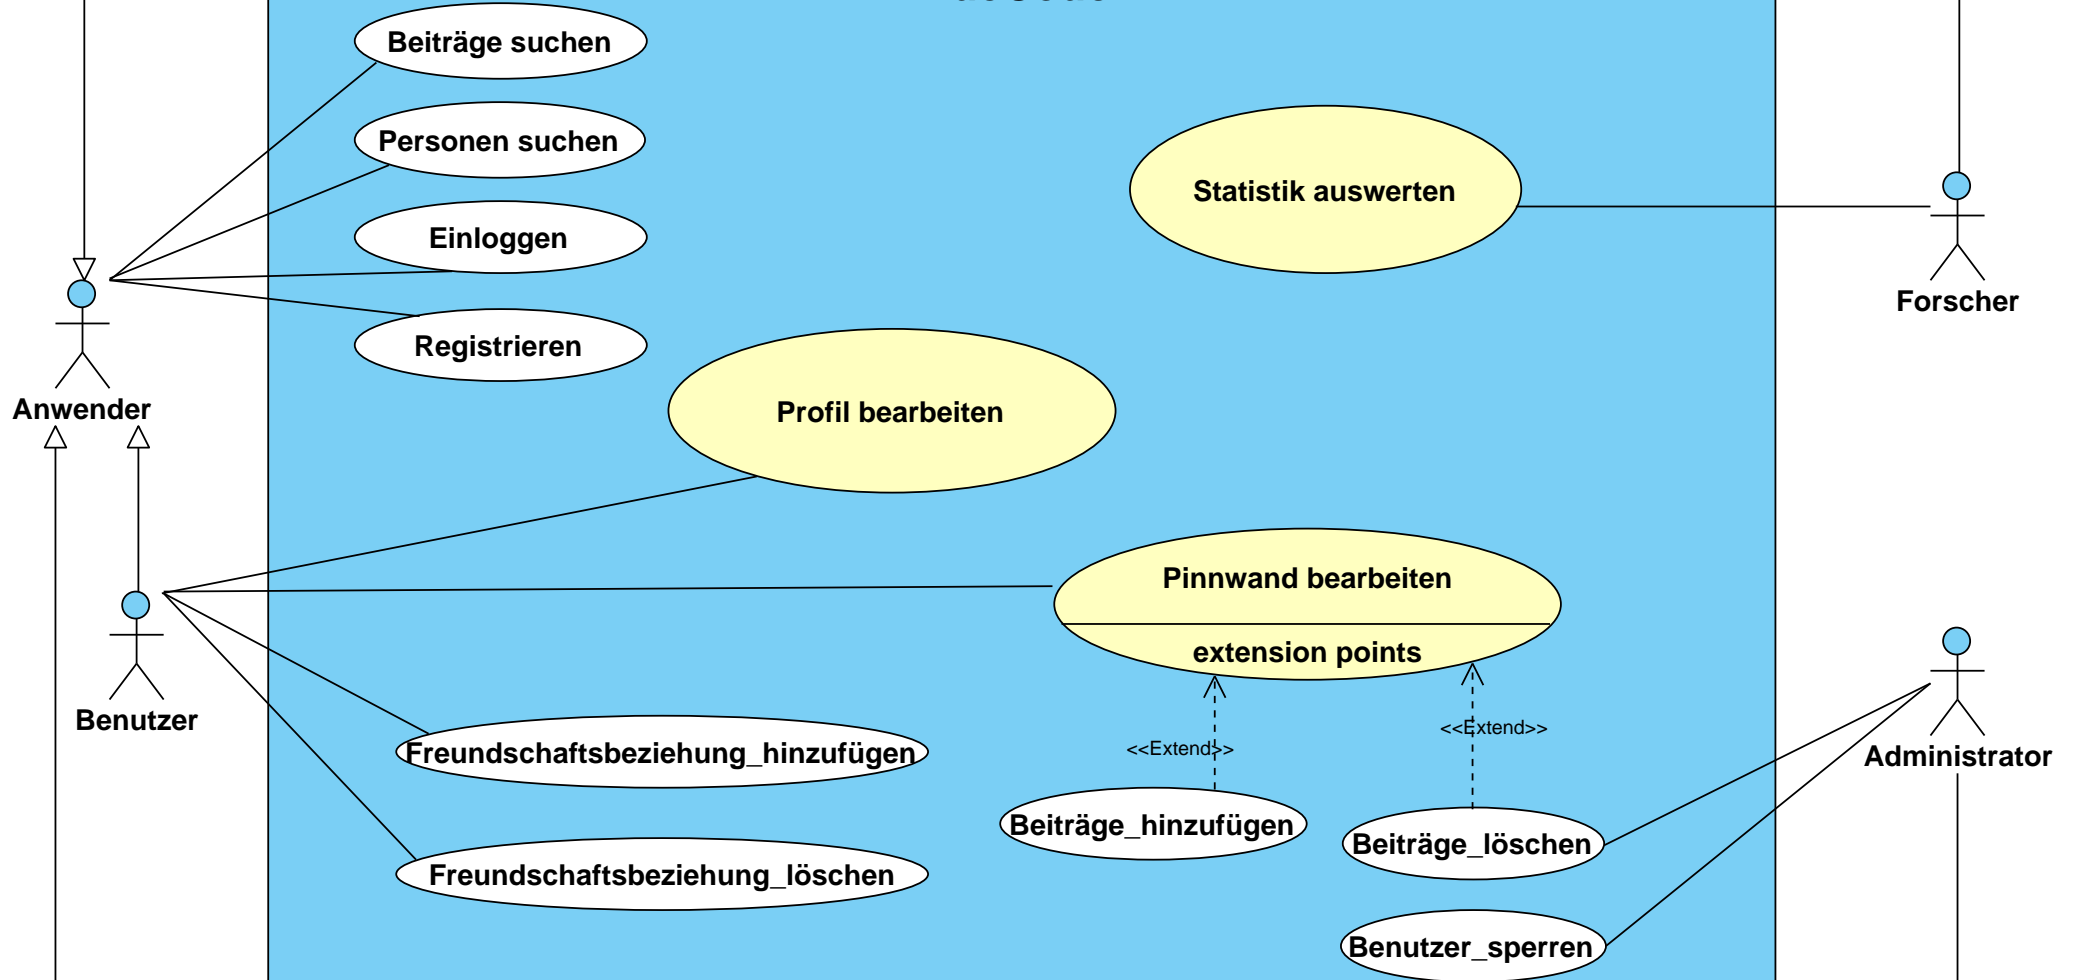 Beiträge suchen
Personen suchen
Statistik auswerten
Einloggen
Forscher
Registrieren
Anwender
Profil bearbeiten
Pinnwand bearbeiten
extension points
Benutzer
<<Extend>>
<<Extend>>
Freundschaftsbeziehung_hinzufügen
Administrator
Beiträge_hinzufügen
Beiträge_löschen
Freundschaftsbeziehung_löschen
Benutzer_sperren